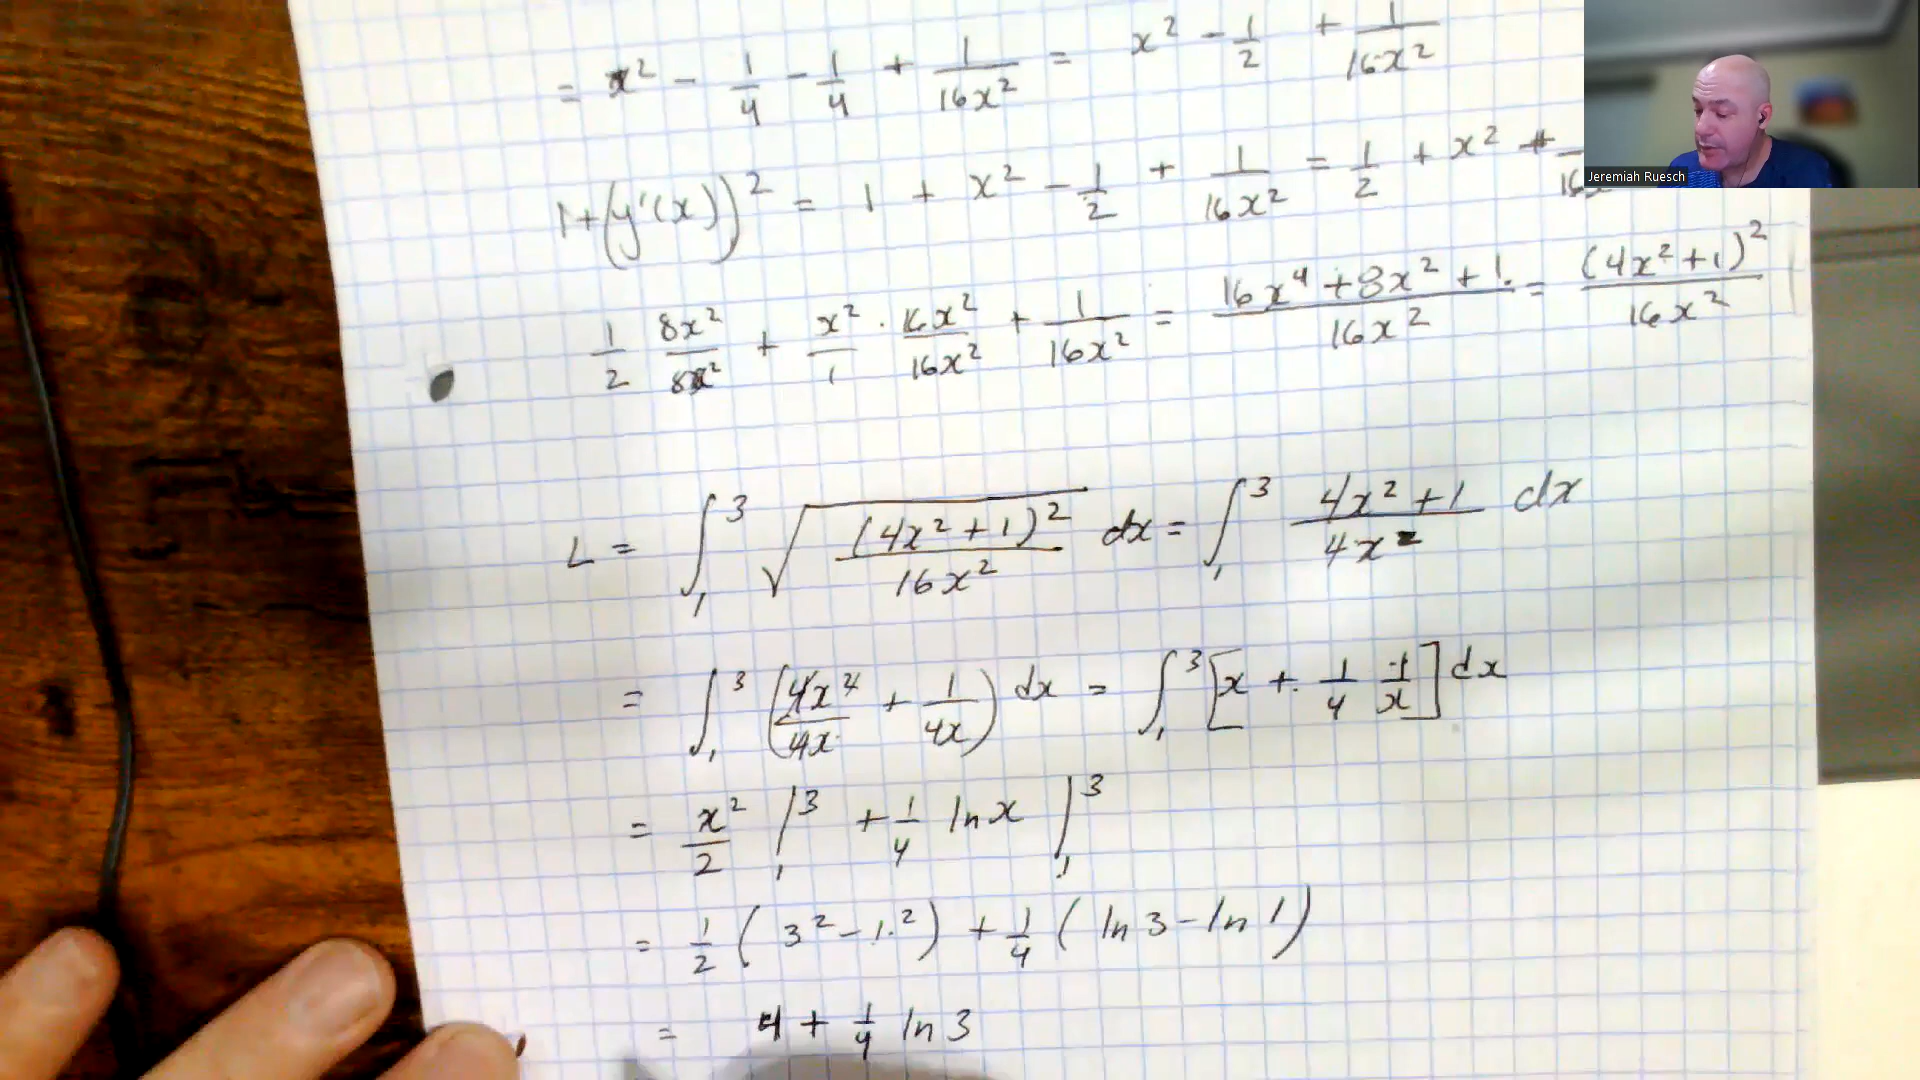 = x² - 1/4 - 1/4 + 1/16x² = x² - 1/2 + 1/16x²
Jeremiah Ruesch
1+(y'(x))² = 1 + x² - 1/2 + 1/16x² = 1/2 + x² +
1/2 8x²/8x² + x²/1 · 16x²/16x² + 1/16x² = 16x⁴+8x²+1/16x² = (4x²+1)²/16x²
L = ∫₁³ √((4x²+1)²/16x²) dx = ∫₁³ 4x²+1/4x dx
= ∫₁³ (4x²/4x + 1/4x) dx = ∫₁³ [x + 1/4 1/x] dx
= x²/2 |₁³ + 1/4 ln x |₁³
= 1/2 (3² - 1²) + 1/4 (ln 3 - ln 1)
= 4 + 1/4 ln 3